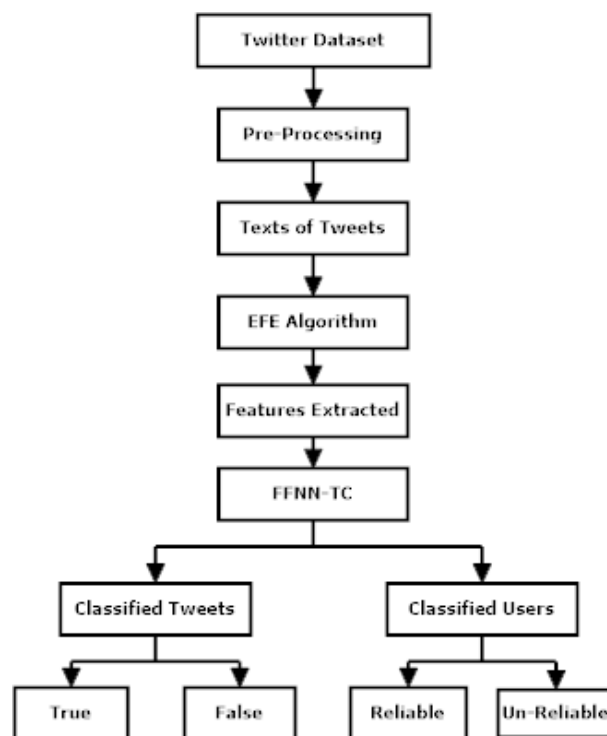 Twitter Dataset
Pre-Processing
Texts of Tweets
EFE Algorithm
Features Extracted
FFNN-TC
Classified Tweets
Classified Users
True
False
Reliable
Un-Reliable